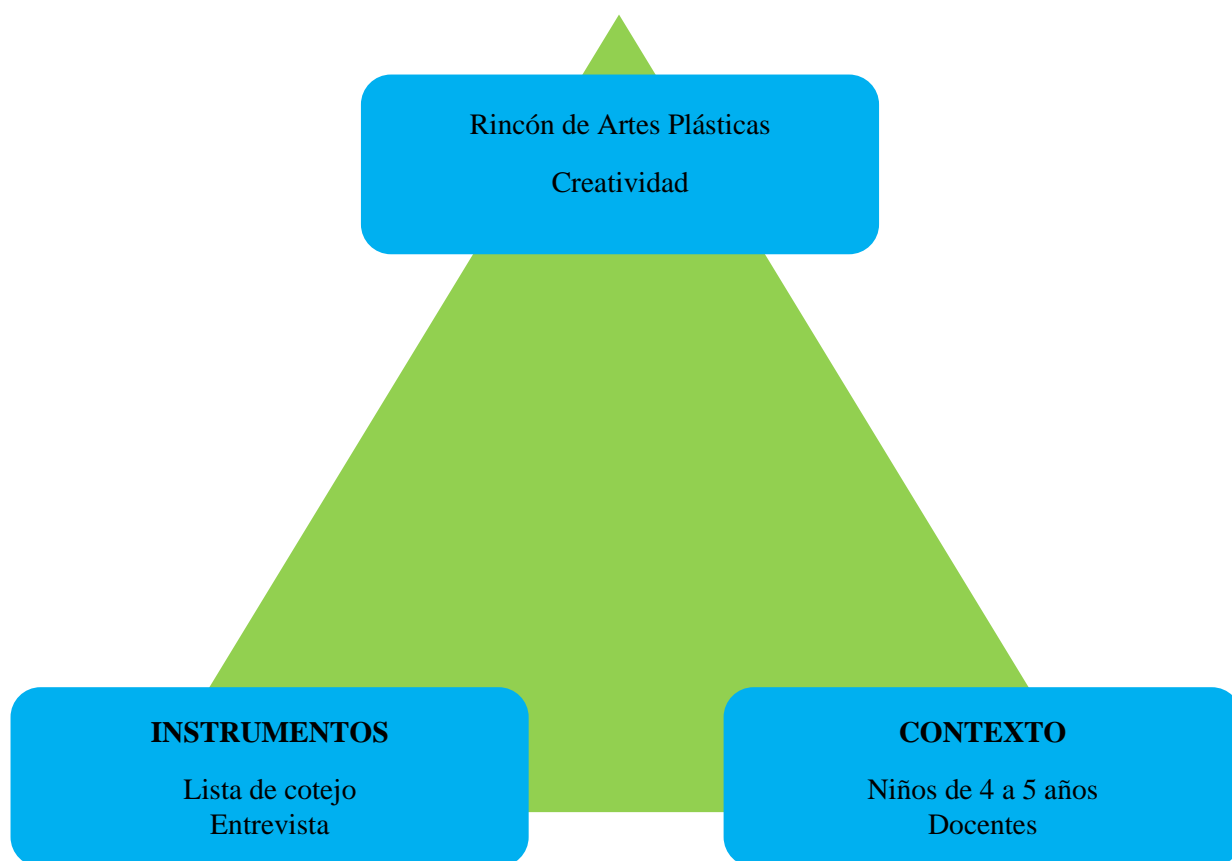 Rincón de Artes Plásticas
Creatividad
INSTRUMENTOS
Lista de cotejo
Entrevista
CONTEXTO
Niños de 4 a 5 años
Docentes